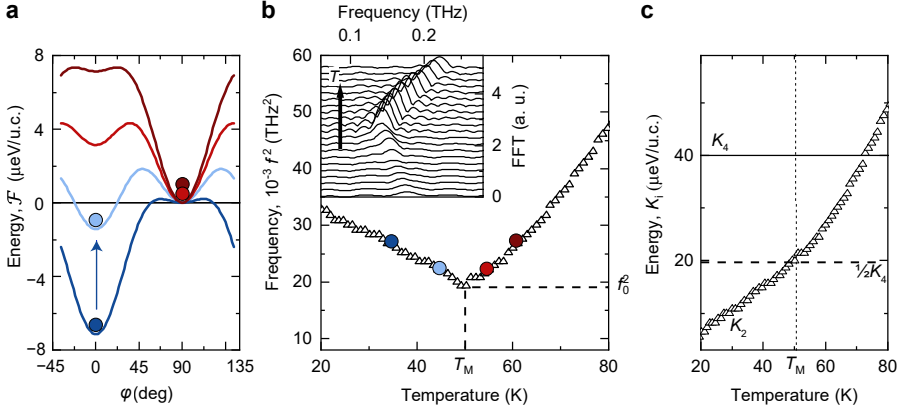 a
Energy, ℱ (μeV/u.c.)
8
4
0
−4
−8
−45
0
45
90
135
φ(deg)
b
Frequency (THz)
0.1
0.2
Frequency, 10⁻³ f² (THz²)
60
50
40
30
20
10
T
FFT (a. u.)
4
2
0
f₀²
20
40
T_M
60
80
Temperature (K)
c
Energy, Kᵢ (μeV/u.c.)
40
20
K₄
½K₄
K₂
20
40
T_M
60
80
Temperature (K)